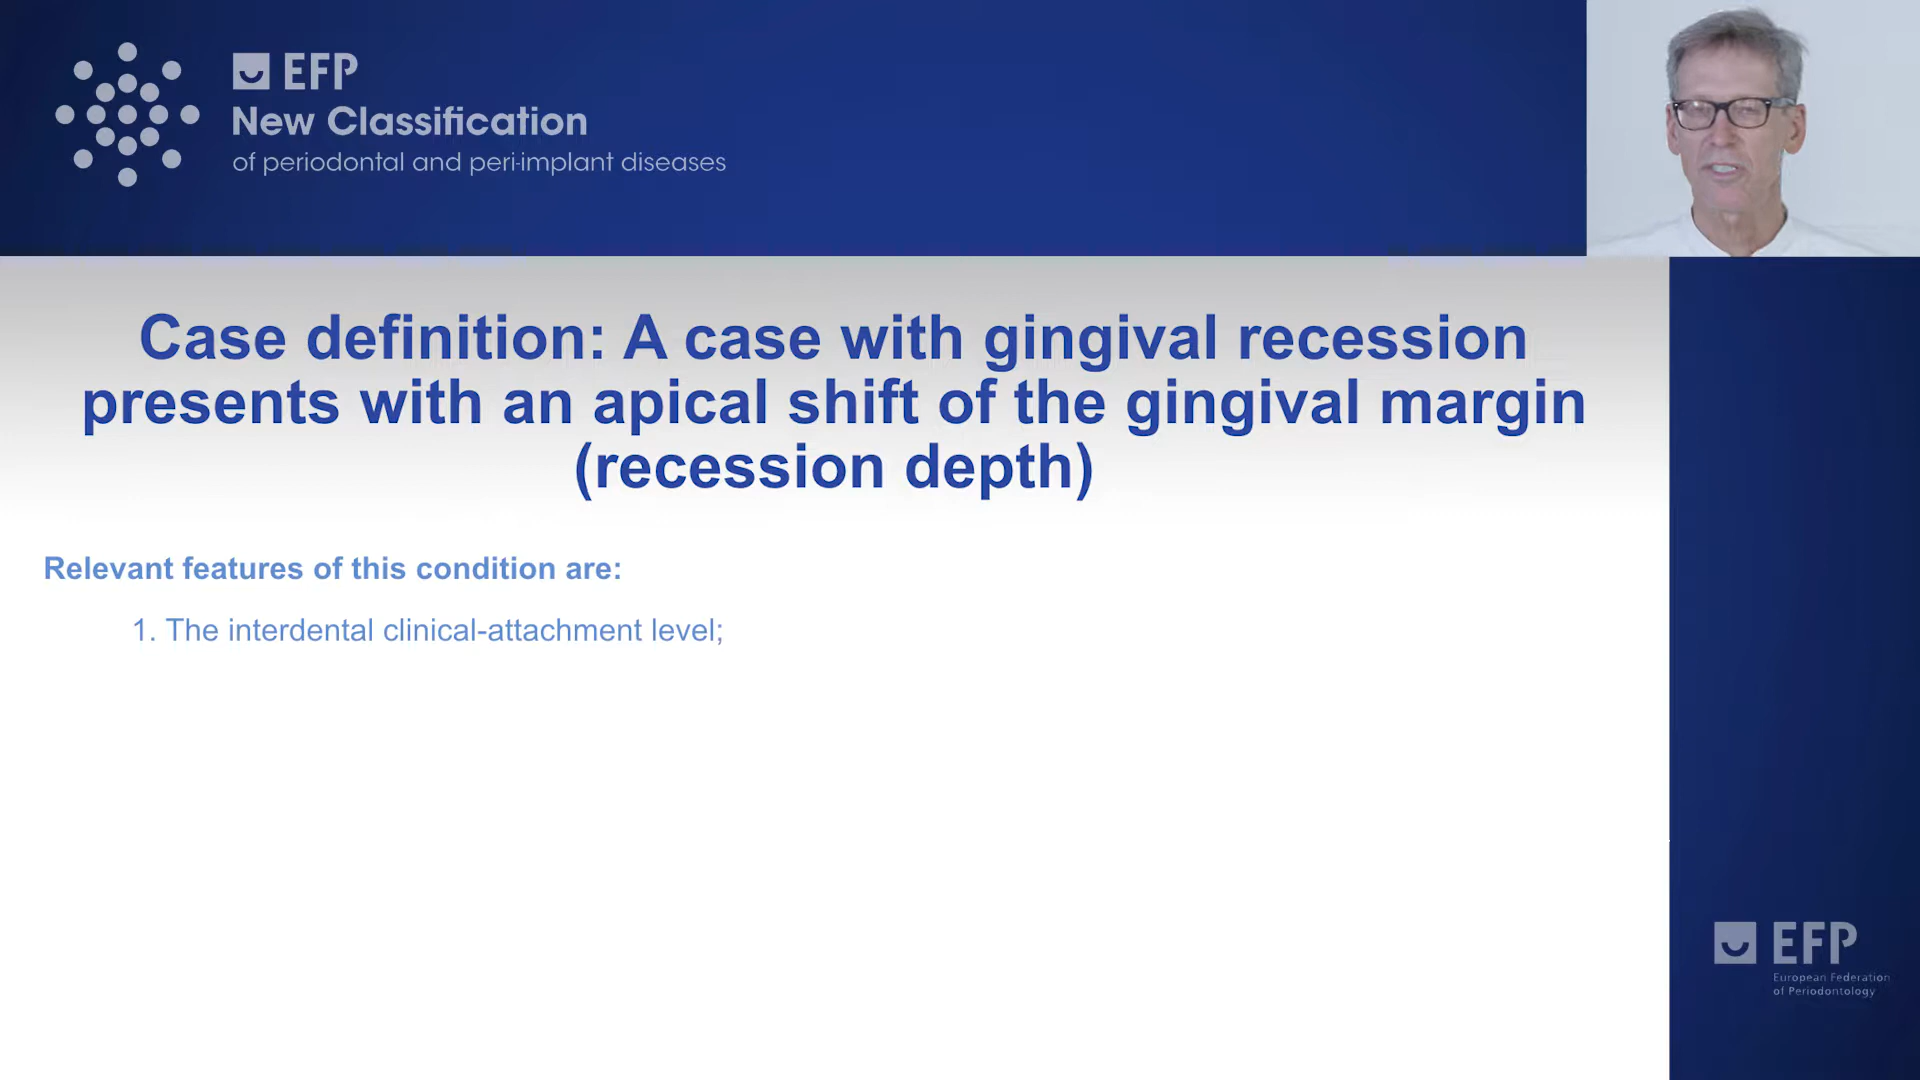 EFP
New Classification
of periodontal and peri-implant diseases
Case definition: A case with gingival recession
presents with an apical shift of the gingival margin
(recession depth)
Relevant features of this condition are:
1. The interdental clinical-attachment level;
EFP
European Federation
of Periodontology